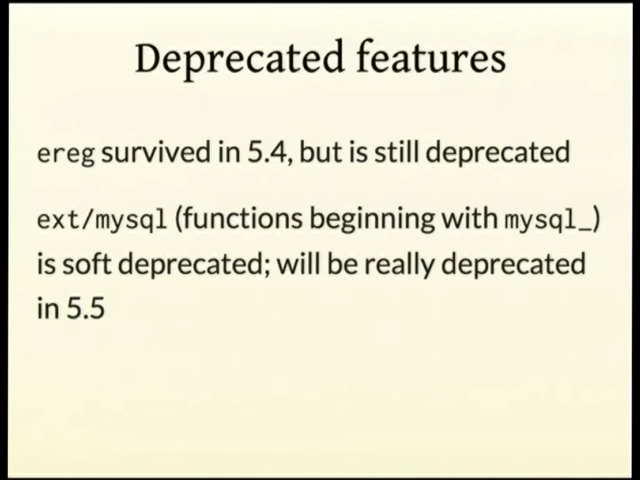 Deprecated features
ereg survived in 5.4, but is still deprecated
ext/mysql (functions beginning with mysql_)
is soft deprecated; will be really deprecated
in 5.5